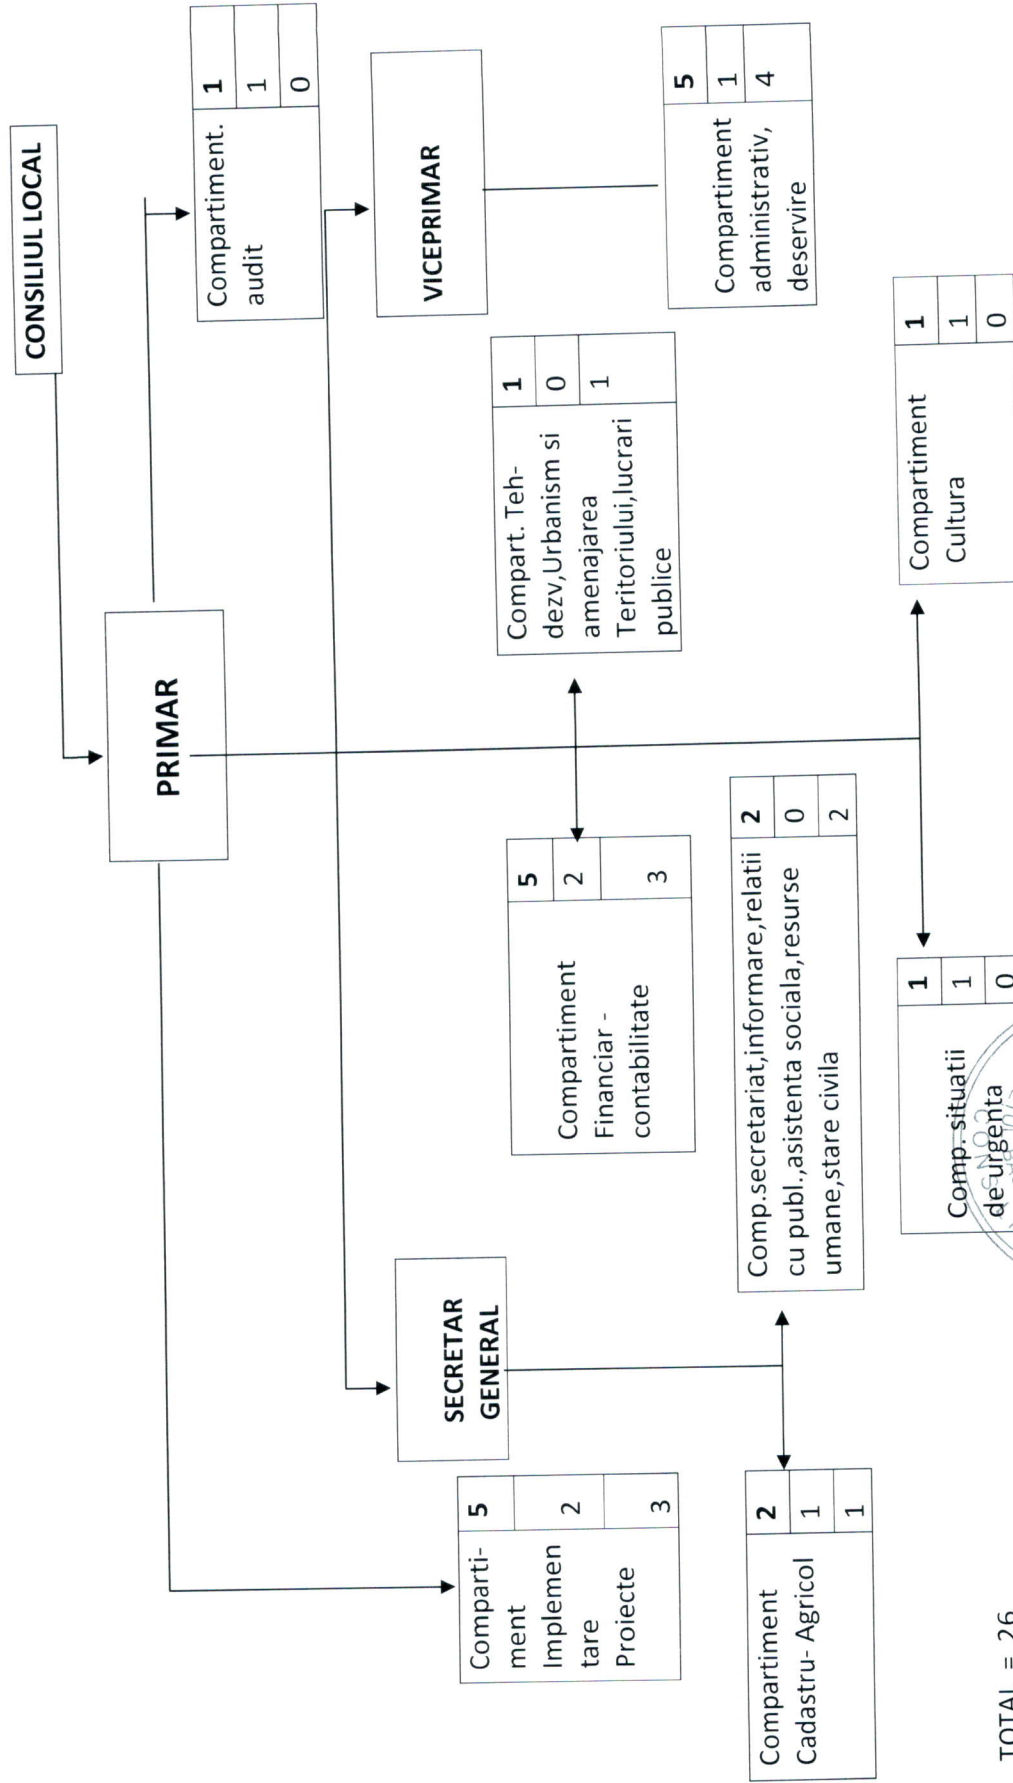 CONSILIUL LOCAL
PRIMAR
Compartiment.
audit
1
1
0
VICEPRIMAR
SECRETAR
GENERAL
Comparti-
ment
Implemen
tare
Proiecte
5
2
3
Compartiment
Financiar -
contabilitate
5
2
3
Compart. Teh-
dezv,Urbanism si
amenajarea
Teritoriului,lucrari
publice
1
0
1
Compartiment
administrativ,
deservire
5
1
4
Compartiment
Cadastru- Agricol
2
1
1
Comp.secretariat,informare,relatii
cu publ.,asistenta sociala,resurse
umane,stare civila
2
0
2
Comp. situatii
de urgenta
1
1
0
Compartiment
Cultura
1
1
0
TOTAL = 26